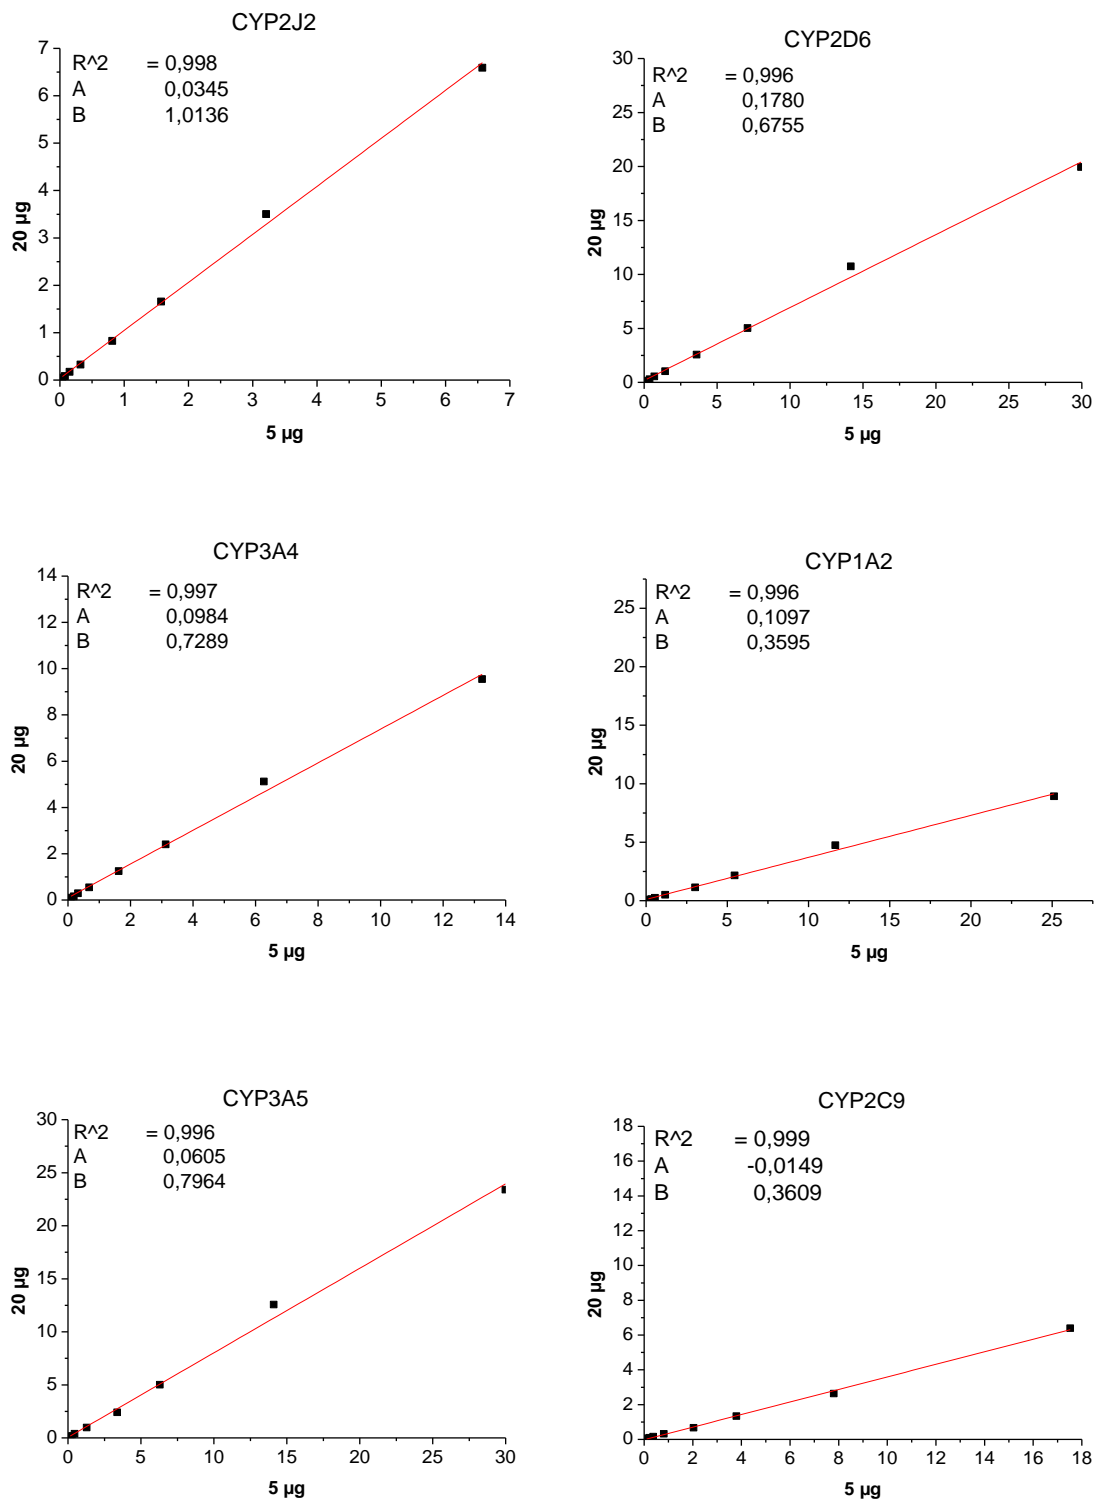 CYP2J2
R^2 = 0,998
A 0,0345
B 1,0136
7
6
5
4
3
2
1
0
20 µg
0 1 2 3 4 5 6 7
5 µg
CYP2D6
R^2 = 0,996
A 0,1780
B 0,6755
30
25
20
15
10
5
0
20 µg
0 5 10 15 20 25 30
5 µg
CYP3A4
R^2 = 0,997
A 0,0984
B 0,7289
14
12
10
8
6
4
2
0
20 µg
0 2 4 6 8 10 12 14
5 µg
CYP1A2
R^2 = 0,996
A 0,1097
B 0,3595
25
20
15
10
5
0
20 µg
0 5 10 15 20 25
5 µg
CYP3A5
R^2 = 0,996
A 0,0605
B 0,7964
30
25
20
15
10
5
0
20 µg
0 5 10 15 20 25 30
5 µg
CYP2C9
R^2 = 0,999
A -0,0149
B 0,3609
18
16
14
12
10
8
6
4
2
0
20 µg
0 2 4 6 8 10 12 14 16 18
5 µg